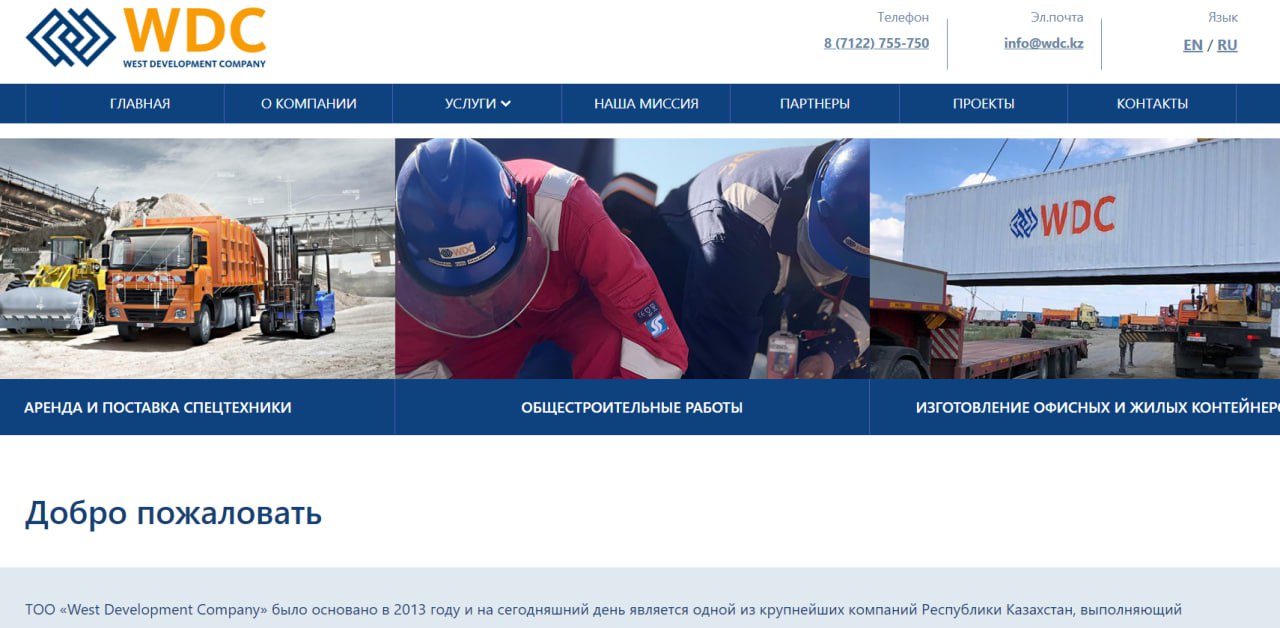 WDC
WEST DEVELOPMENT COMPANY
Телефон
8 (7122) 755-750
Эл.почта
info@wdc.kz
Язык
EN / RU
ГЛАВНАЯ
О КОМПАНИИ
УСЛУГИ
НАША МИССИЯ
ПАРТНЕРЫ
ПРОЕКТЫ
КОНТАКТЫ
WDC
WDC
АРЕНДА И ПОСТАВКА СПЕЦТЕХНИКИ
ОБЩЕСТРОИТЕЛЬНЫЕ РАБОТЫ
ИЗГОТОВЛЕНИЕ ОФИСНЫХ И ЖИЛЫХ КОНТЕЙНЕРО
Добро пожаловать
ТОО «West Development Company» было основано в 2013 году и на сегодняшний день является одной из крупнейших компаний Республики Казахстан, выполняющий